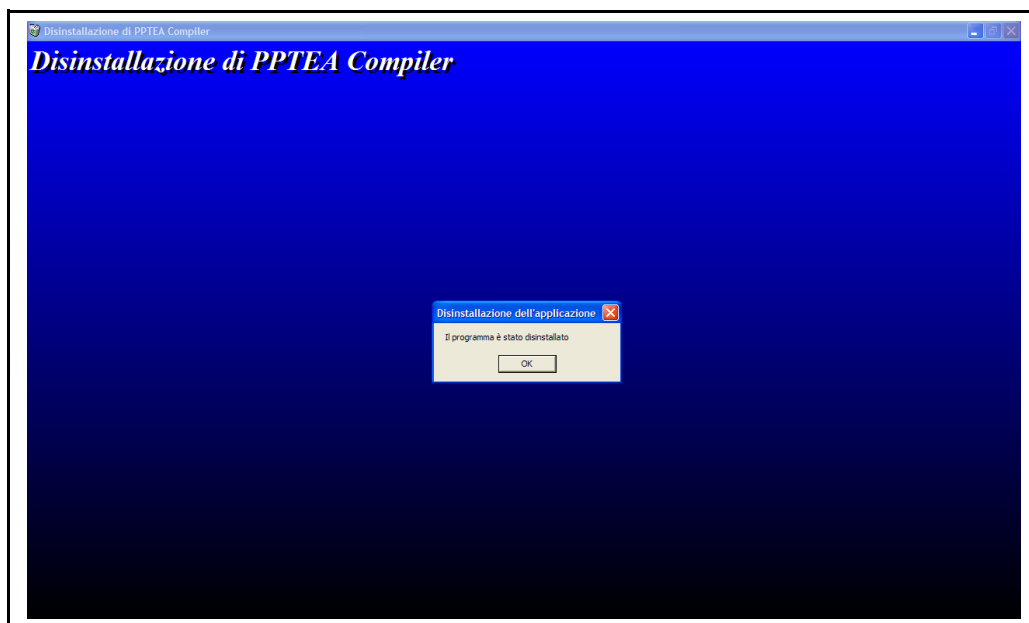 Disinstallazione di PPTEA Compiler
Disinstallazione di PPTEA Compiler
Disinstallazione dell'applicazione
Il programma è stato disinstallato
OK